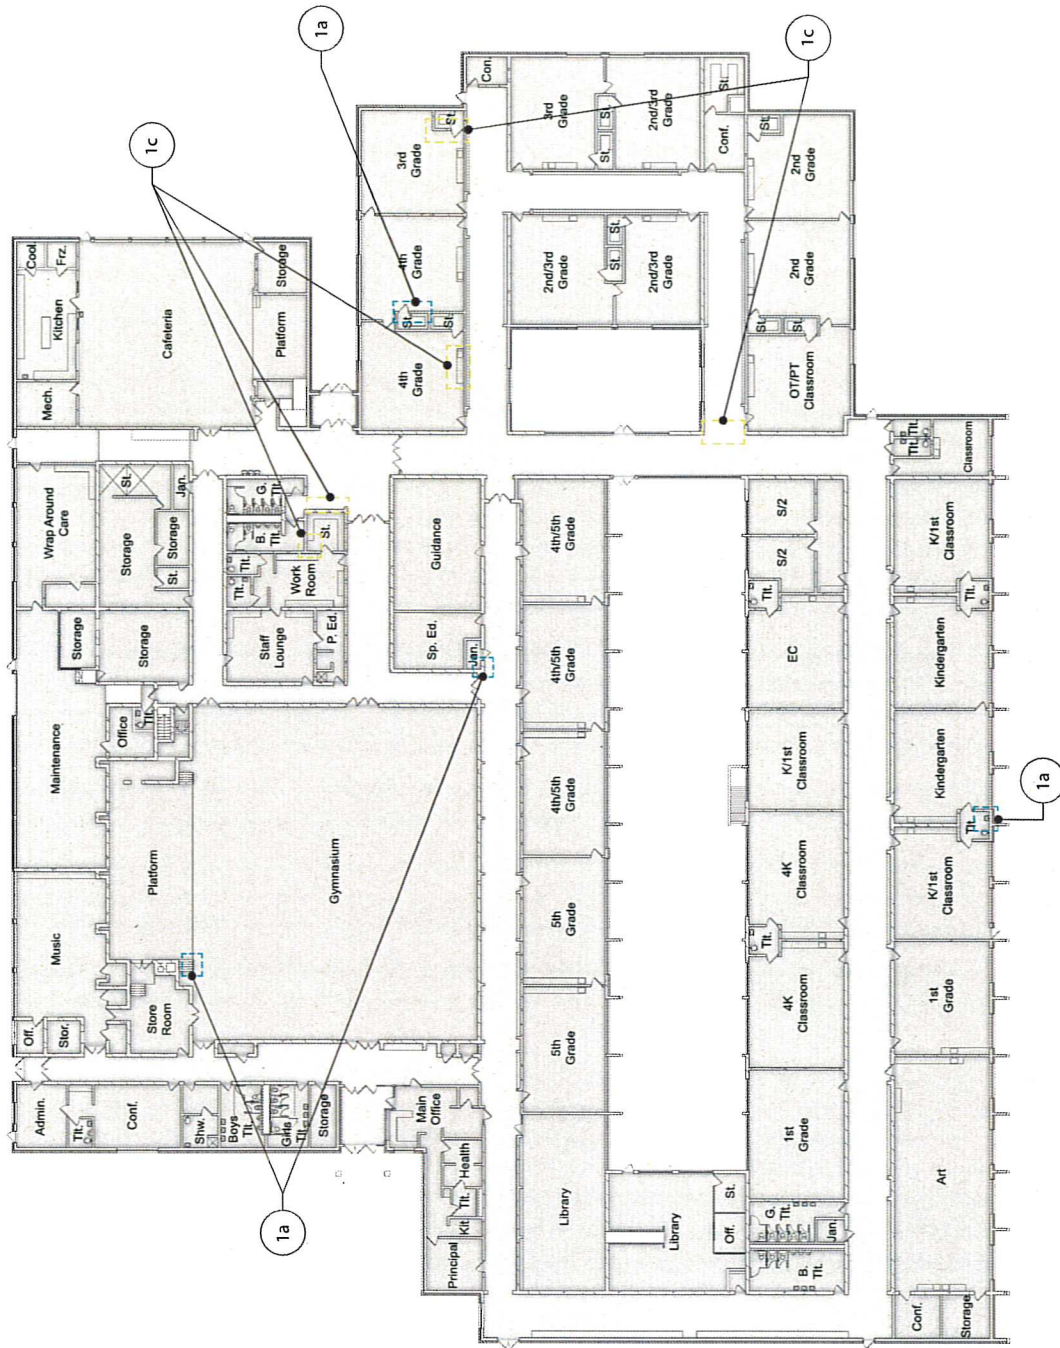 1a
1c
1a
1c
1a
Admin.
Tlt.
Conf.
Shw.
Boys
Tlt.
Girls
Tlt.
Storage
Off.
Stor.
Music
Store
Room
Platform
Office
Tlt.
Maintenance
Gymnasium
Storage
Storage
Wrap Around
Care
Storage
St.
Storage
St.
Jan.
Mech.
Kitchen
Cool.
Frz.
Cafeteria
Platform
Storage
Staff
Lounge
P. Ed.
Tlt.
Tlt.
Work
Room
B.
Tlt.
G.
Tlt.
St.
Sp. Ed.
Jan.
Guidance
Main
Office
Health
Tlt.
Kit
Principal
4th
Grade
St.
St.
4th
Grade
3rd
Grade
St.
Con.
Library
5th
Grade
5th
Grade
4th/5th
Grade
4th/5th
Grade
4th/5th
Grade
2nd/3rd
Grade
St.
2nd/3rd
Grade
3rd
Grade
St.
St.
2nd/3rd
Grade
Conf.
St.
Library
Off.
St.
B.
Tlt.
G.
Tlt.
Jan.
1st
Grade
4K
Classroom
Tlt.
4K
Classroom
K/1st
Classroom
EC
Tlt.
S/2
S/2
OT/PT
Classroom
St.
St.
2nd
Grade
2nd
Grade
St.
Conf.
Storage
Art
1st
Grade
K/1st
Classroom
Tlt.
Kindergarten
Kindergarten
Tlt.
K/1st
Classroom
Tlt.
Tlt.
Classroom